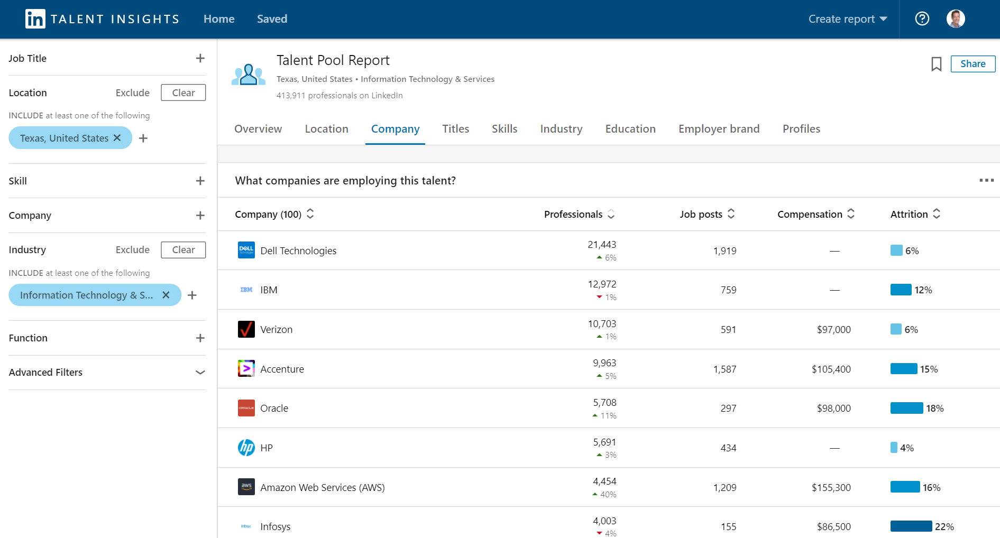 in TALENT INSIGHTS Home Saved Create report ?
Job Title
Location Exclude Clear
INCLUDE at least one of the following
Texas, United States
Skill
Company
Industry Exclude Clear
INCLUDE at least one of the following
Information Technology & S...
Function
Advanced Filters
Talent Pool Report
Share
Texas, United States • Information Technology & Services
413,911 professionals on LinkedIn
Overview Location Company Titles Skills Industry Education Employer brand Profiles
What companies are employing this talent?
Company (100) Professionals Job posts Compensation Attrition
DELL Technologies Dell Technologies 21,443 1,919 — 6%
6%
IBM IBM 12,972 759 — 12%
1%
Verizon 10,703 591 $97,000 6%
1%
Accenture 9,963 1,587 $105,400 15%
5%
ORACLE Oracle 5,708 297 $98,000 18%
11%
hp HP 5,691 434 — 4%
3%
aws Amazon Web Services (AWS) 4,454 1,209 $155,300 16%
40%
Infosys Infosys 4,003 155 $86,500 22%
4%